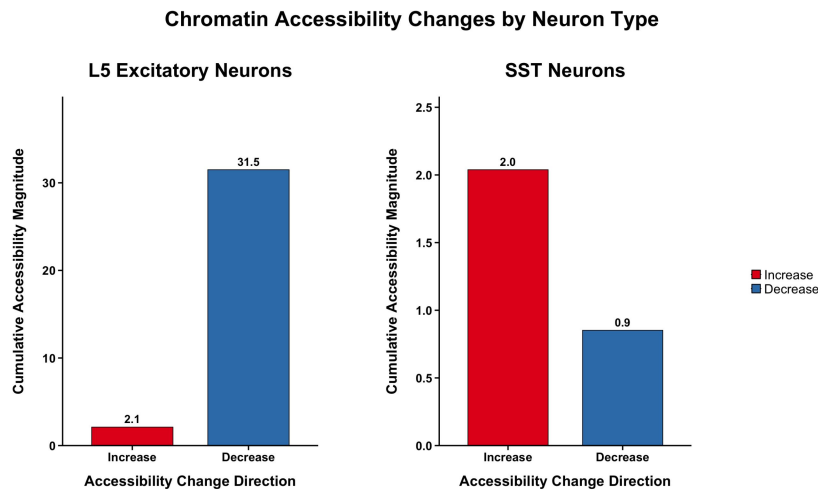 Chromatin Accessibility Changes by Neuron Type
L5 Excitatory Neurons
Cumulative Accessibility Magnitude
30
20
10
0
31.5
2.1
Increase
Decrease
Accessibility Change Direction
SST Neurons
Cumulative Accessibility Magnitude
2.5
2.0
1.5
1.0
0.5
0.0
2.0
0.9
Increase
Decrease
Accessibility Change Direction
Increase
Decrease